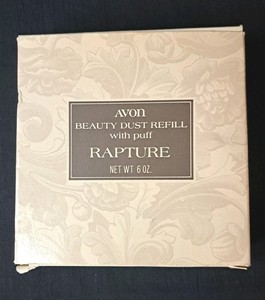 AVON
BEAUTY DUST REFILL
with puff
RAPTURE
NET WT 6 OZ.